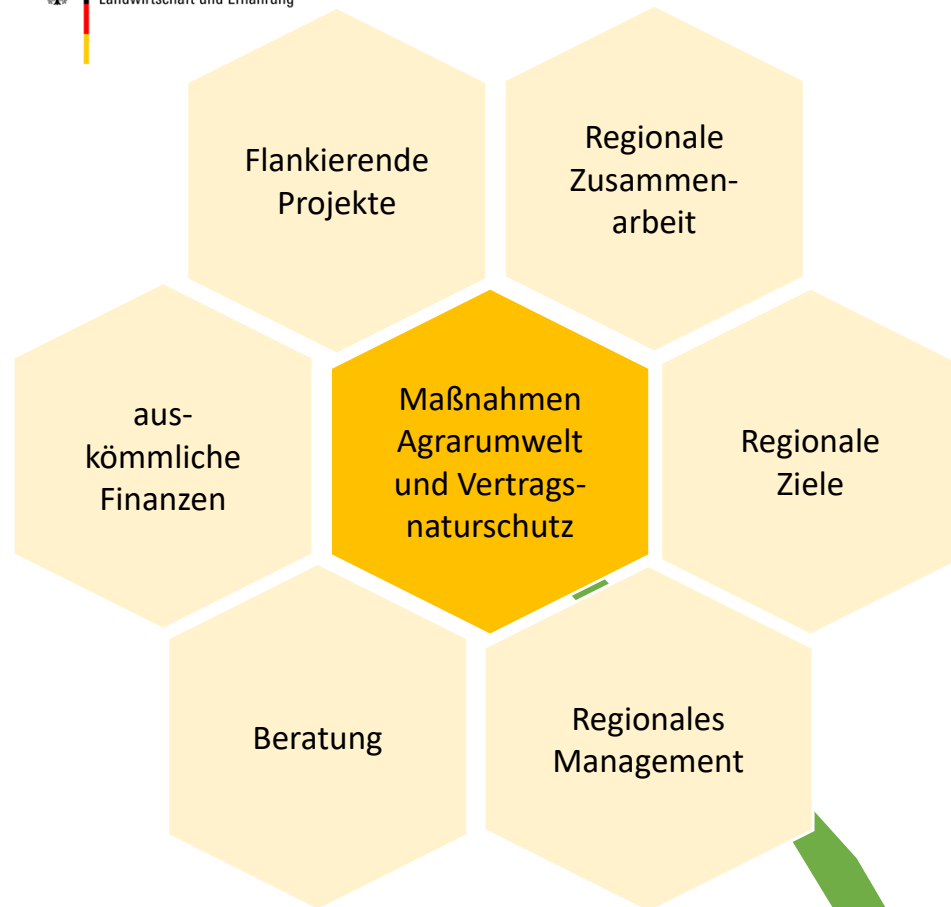 Landwirtschaft und Ernährung
Flankierende
Projekte
Regionale
Zusammen-
arbeit
aus-
kömmliche
Finanzen
Maßnahmen
Agrarumwelt
und Vertrags-
naturschutz
Regionale
Ziele
Beratung
Regionales
Management